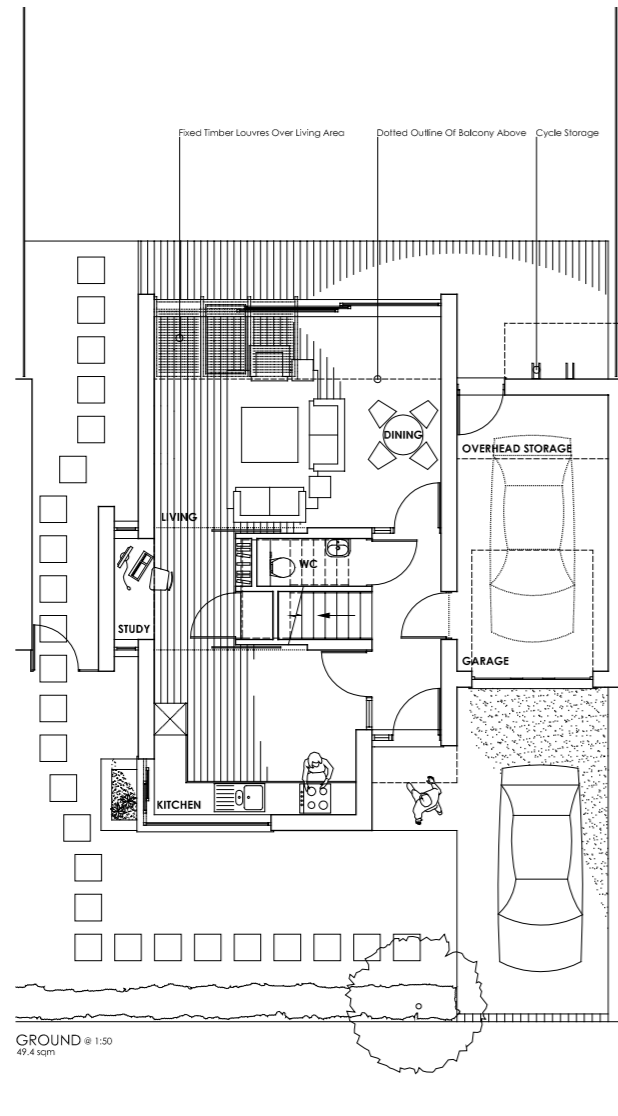 Fixed Timber Louvres Over Living Area
Dotted Outline Of Balcony Above
Cycle Storage
DINING
OVERHEAD STORAGE
LIVING
WC
STUDY
GARAGE
KITCHEN
GROUND @ 1:50
49.4 sqm